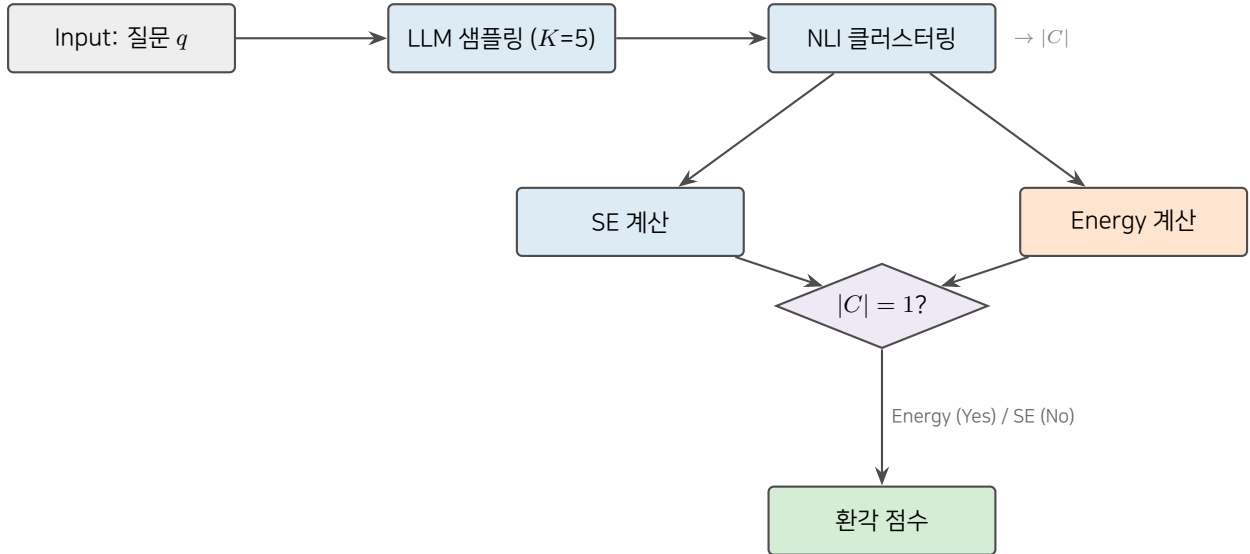 Input: 질문 q
LLM 샘플링 (K=5)
NLI 클러스터링
→ |C|
SE 계산
Energy 계산
|C| = 1?
Energy (Yes) / SE (No)
환각 점수